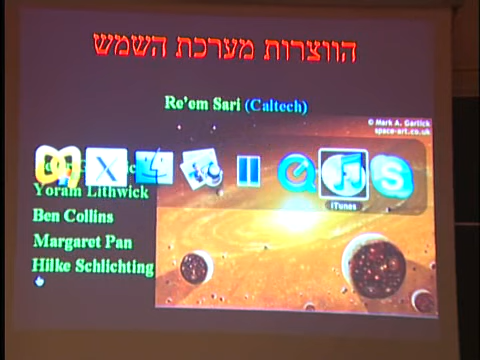 הווצרות מערכת השמש
Re'em Sari (Caltech)
© Mark A. Garlick
space-art.co.uk
Yoram Lithwick
iTunes
Ben Collins
Margaret Pan
Hilke Schlichting